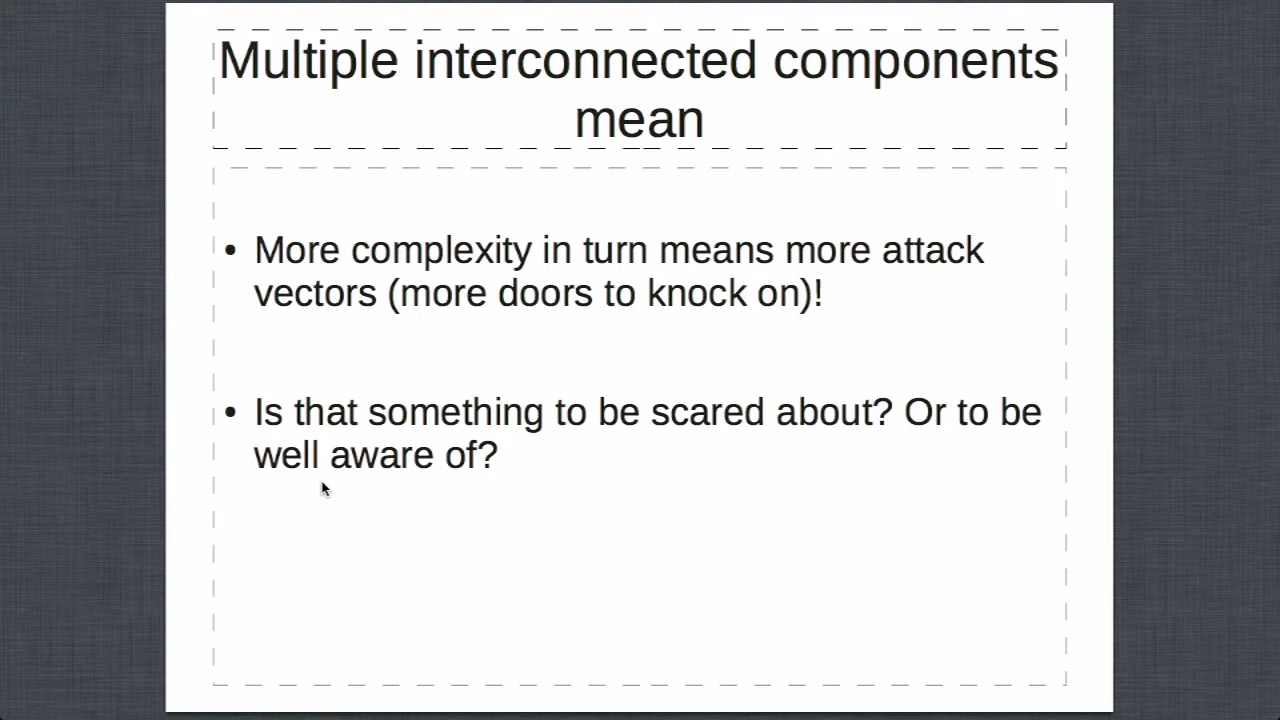 Multiple interconnected components
mean
• More complexity in turn means more attack
vectors (more doors to knock on)!
• Is that something to be scared about? Or to be
well aware of?